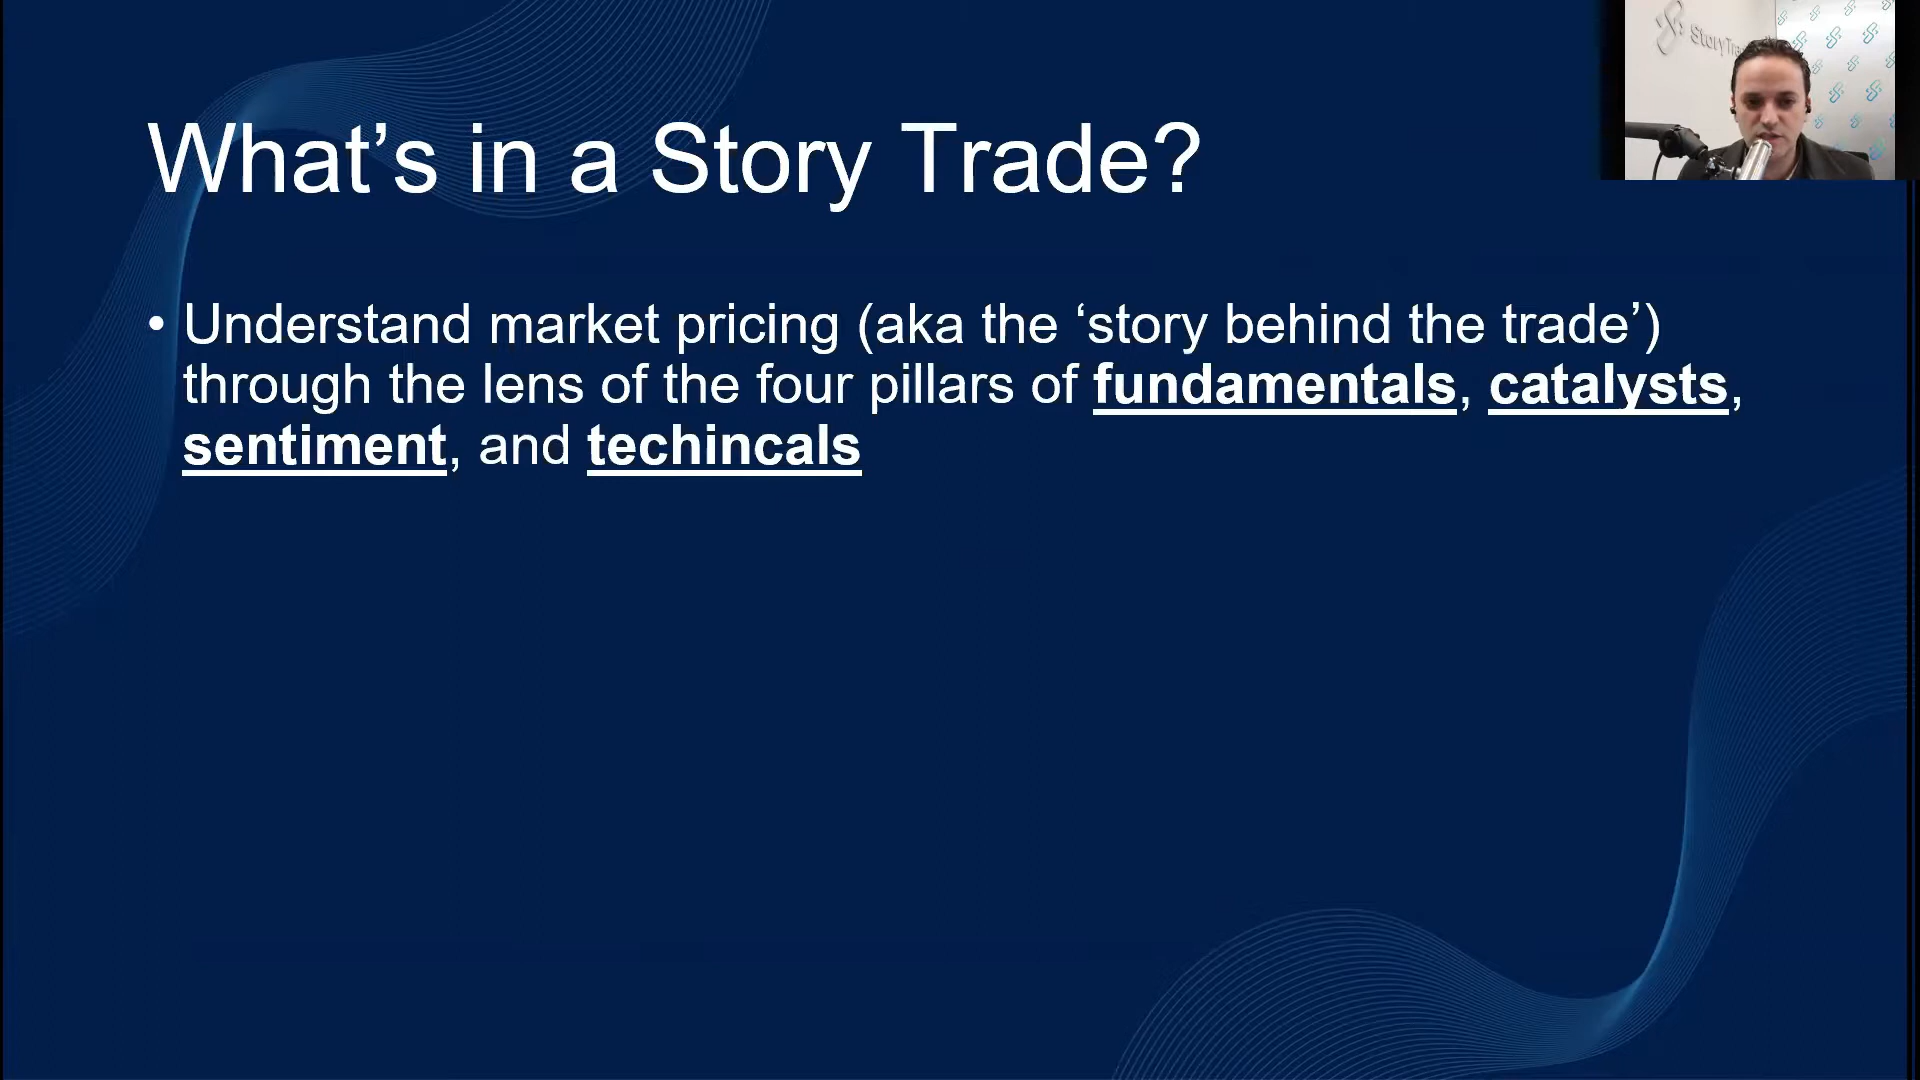 StoryTra
What’s in a Story Trade?
• Understand market pricing (aka the ‘story behind the trade’)
through the lens of the four pillars of fundamentals, catalysts,
sentiment, and techincals